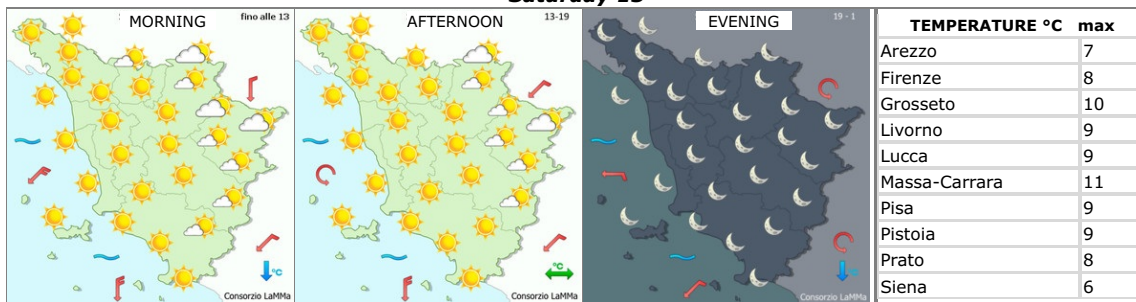 MORNING
fino alle 13
°C
Consorzio LaMMa
AFTERNOON
13-19
°C
Consorzio LaMMa
EVENING
19 - 1
°C
Consorzio LaMMa
TEMPERATURE °C max
Arezzo 7
Firenze 8
Grosseto 10
Livorno 9
Lucca 9
Massa-Carrara 11
Pisa 9
Pistoia 9
Prato 8
Siena 6